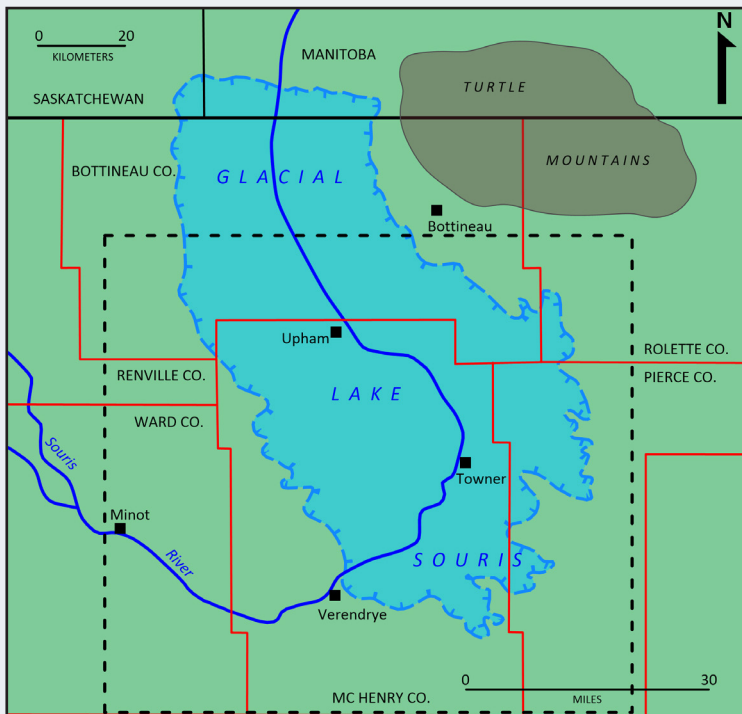 0 20
KILOMETERS
N
MANITOBA
SASKATCHEWAN
TURTLE
MOUNTAINS
BOTTINEAU CO.
GLACIAL
Bottineau
Upham
ROLETTE CO.
RENVILLE CO.
PIERCE CO.
LAKE
WARD CO.
Souris
Towner
Minot
River
SOURIS
Verendrye
0 30
MILES
MC HENRY CO.